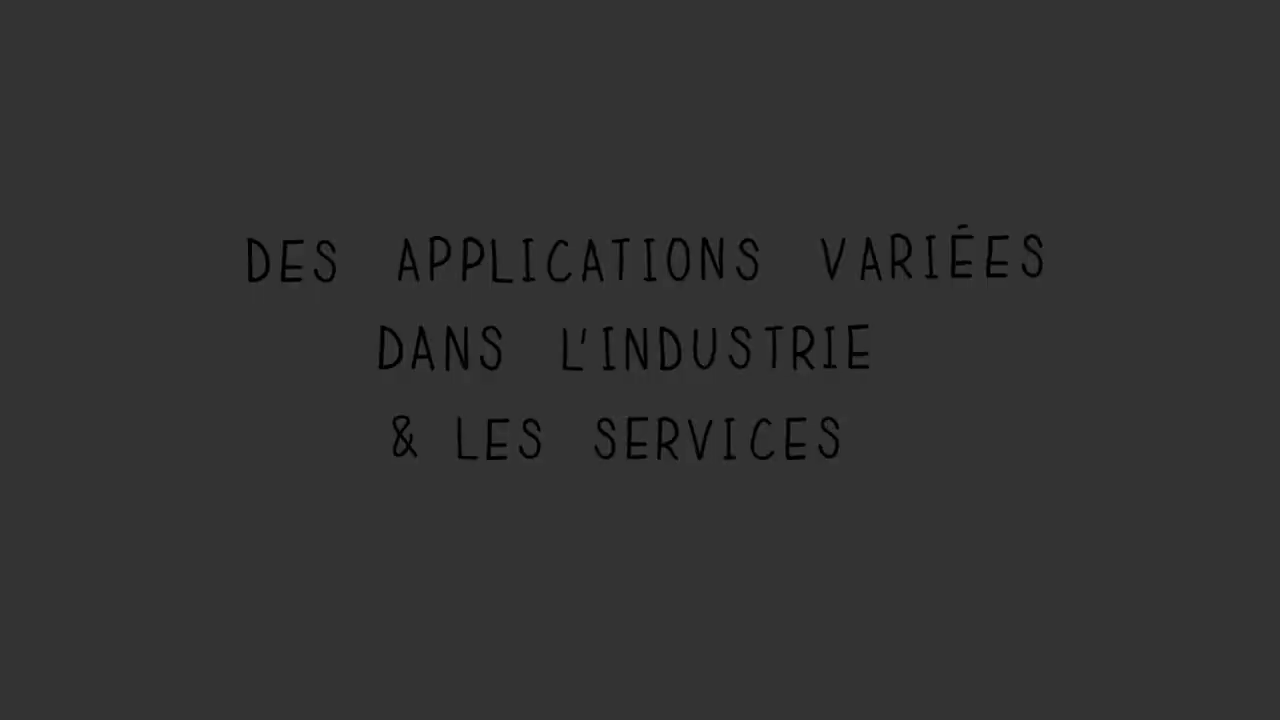 DES APPLICATIONS VARIÉES
DANS L'INDUSTRIE
& LES SERVICES